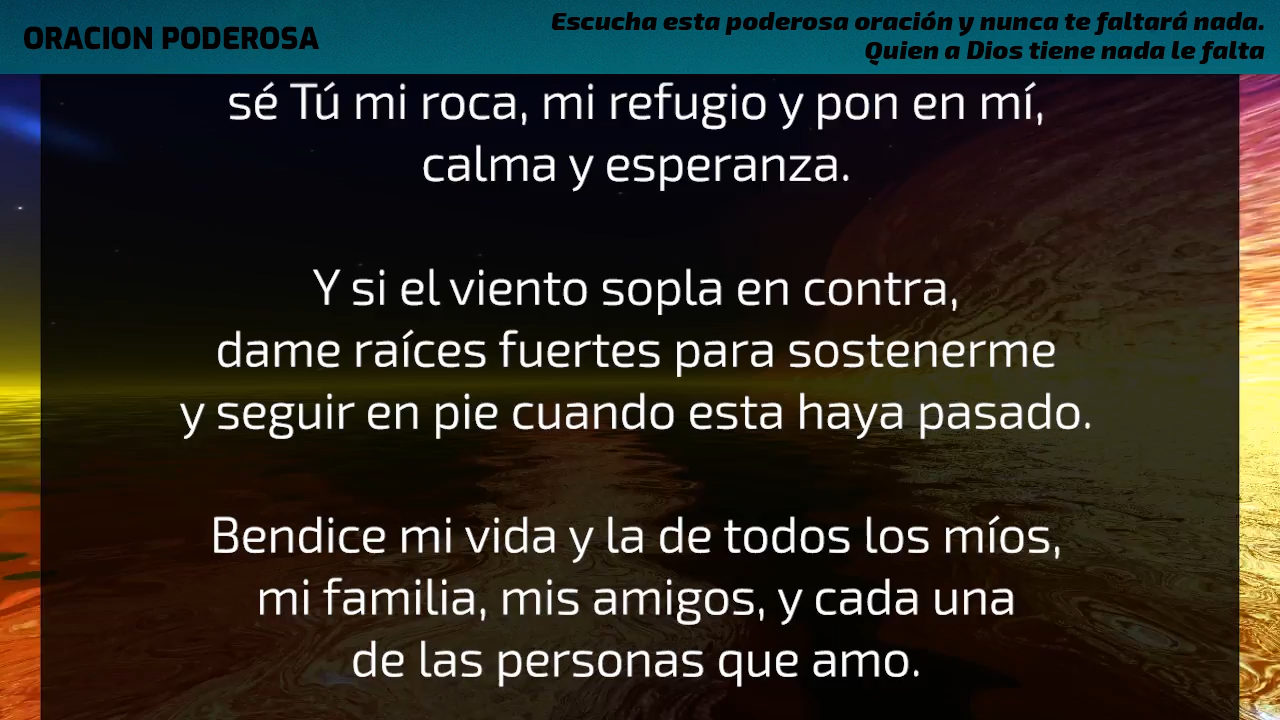 ORACION PODEROSA
Escucha esta poderosa oración y nunca te faltará nada.
Quien a Dios tiene nada le falta
sé Tú mi roca, mi refugio y pon en mí,
calma y esperanza.
Y si el viento sopla en contra,
dame raíces fuertes para sostenerme
y seguir en pie cuando esta haya pasado.
Bendice mi vida y la de todos los míos,
mi familia, mis amigos, y cada una
de las personas que amo.